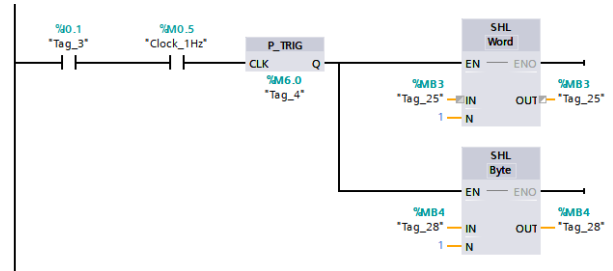 %I0.1
"Tag_3"
%M0.5
"Clock_1Hz"
P_TRIG
CLK
Q
%M6.0
"Tag_4"
SHL
Word
EN
ENO
%MB3
"Tag_25"
IN
OUT
%MB3
"Tag_25"
1
N
SHL
Byte
EN
ENO
%MB4
"Tag_28"
IN
OUT
%MB4
"Tag_28"
1
N